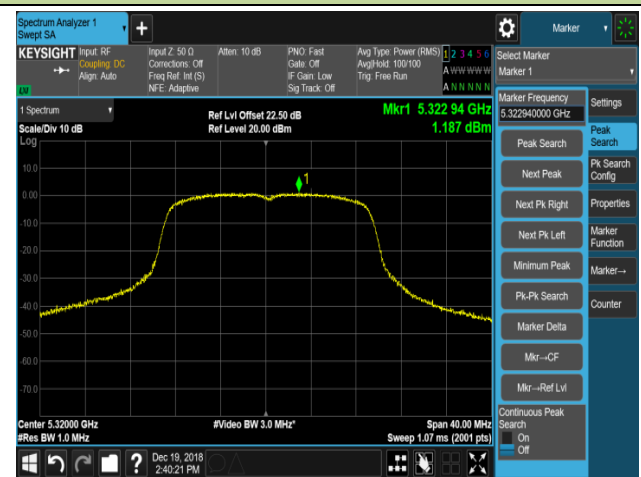 Spectrum Analyzer 1
Swept SA
+
Marker
KEYSIGHT
Input: RF
Coupling: DC
Align: Auto
Input Z: 50 Ω
Corrections: Off
Freq Ref: Int (S)
NFE: Adaptive
Atten: 10 dB
PNO: Fast
Gate: Off
IF Gain: Low
Sig Track: Off
Avg Type: Power (RMS)
Avg|Hold: 100/100
Trig: Free Run
1 2 3 4 5 6
A W W W W W
A N N N N N
LXI
Select Marker
Marker 1
1 Spectrum
Scale/Div 10 dB
Log
Ref Lvl Offset 22.50 dB
Ref Level 20.00 dBm
Mkr1 5.322 94 GHz
1.187 dBm
10.0
0.00
-10.0
-20.0
-30.0
-40.0
-50.0
-60.0
-70.0
1
Center 5.32000 GHz
#Res BW 1.0 MHz
#Video BW 3.0 MHz*
Span 40.00 MHz
Sweep 1.07 ms (2001 pts)
Marker Frequency
5.322940000 GHz
Peak Search
Next Peak
Next Pk Right
Next Pk Left
Minimum Peak
Pk-Pk Search
Marker Delta
Mkr→CF
Mkr→Ref Lvl
Continuous Peak
Search
On
Off
Settings
Peak
Search
Pk Search
Config
Properties
Marker
Function
Marker→
Counter
?
Dec 19, 2018
2:40:21 PM